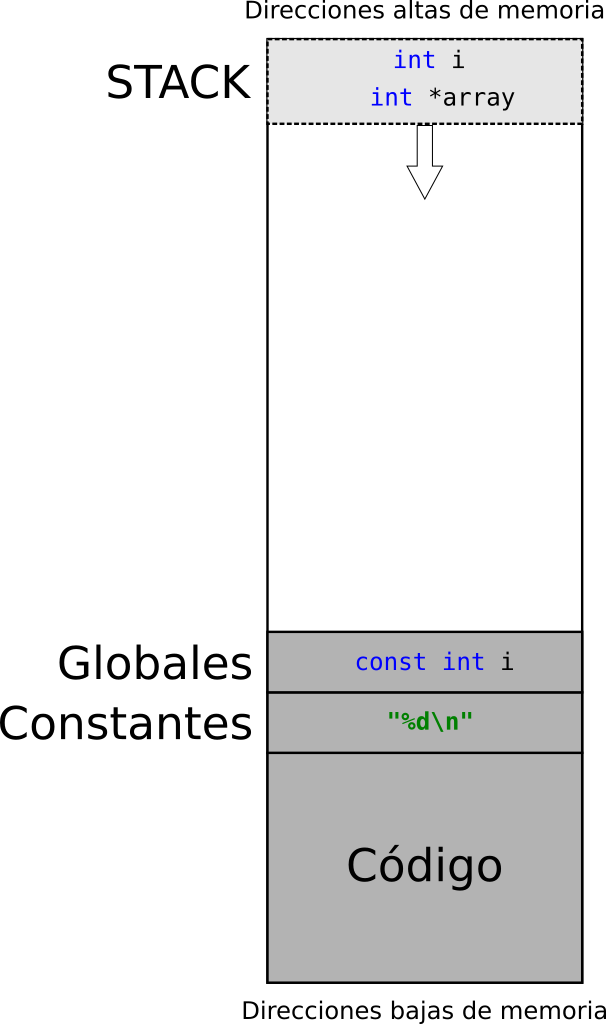 Direcciones altas de memoria
STACK
int i
int *array
Globales
const int i
Constantes
"%d\n"
Código
Direcciones bajas de memoria